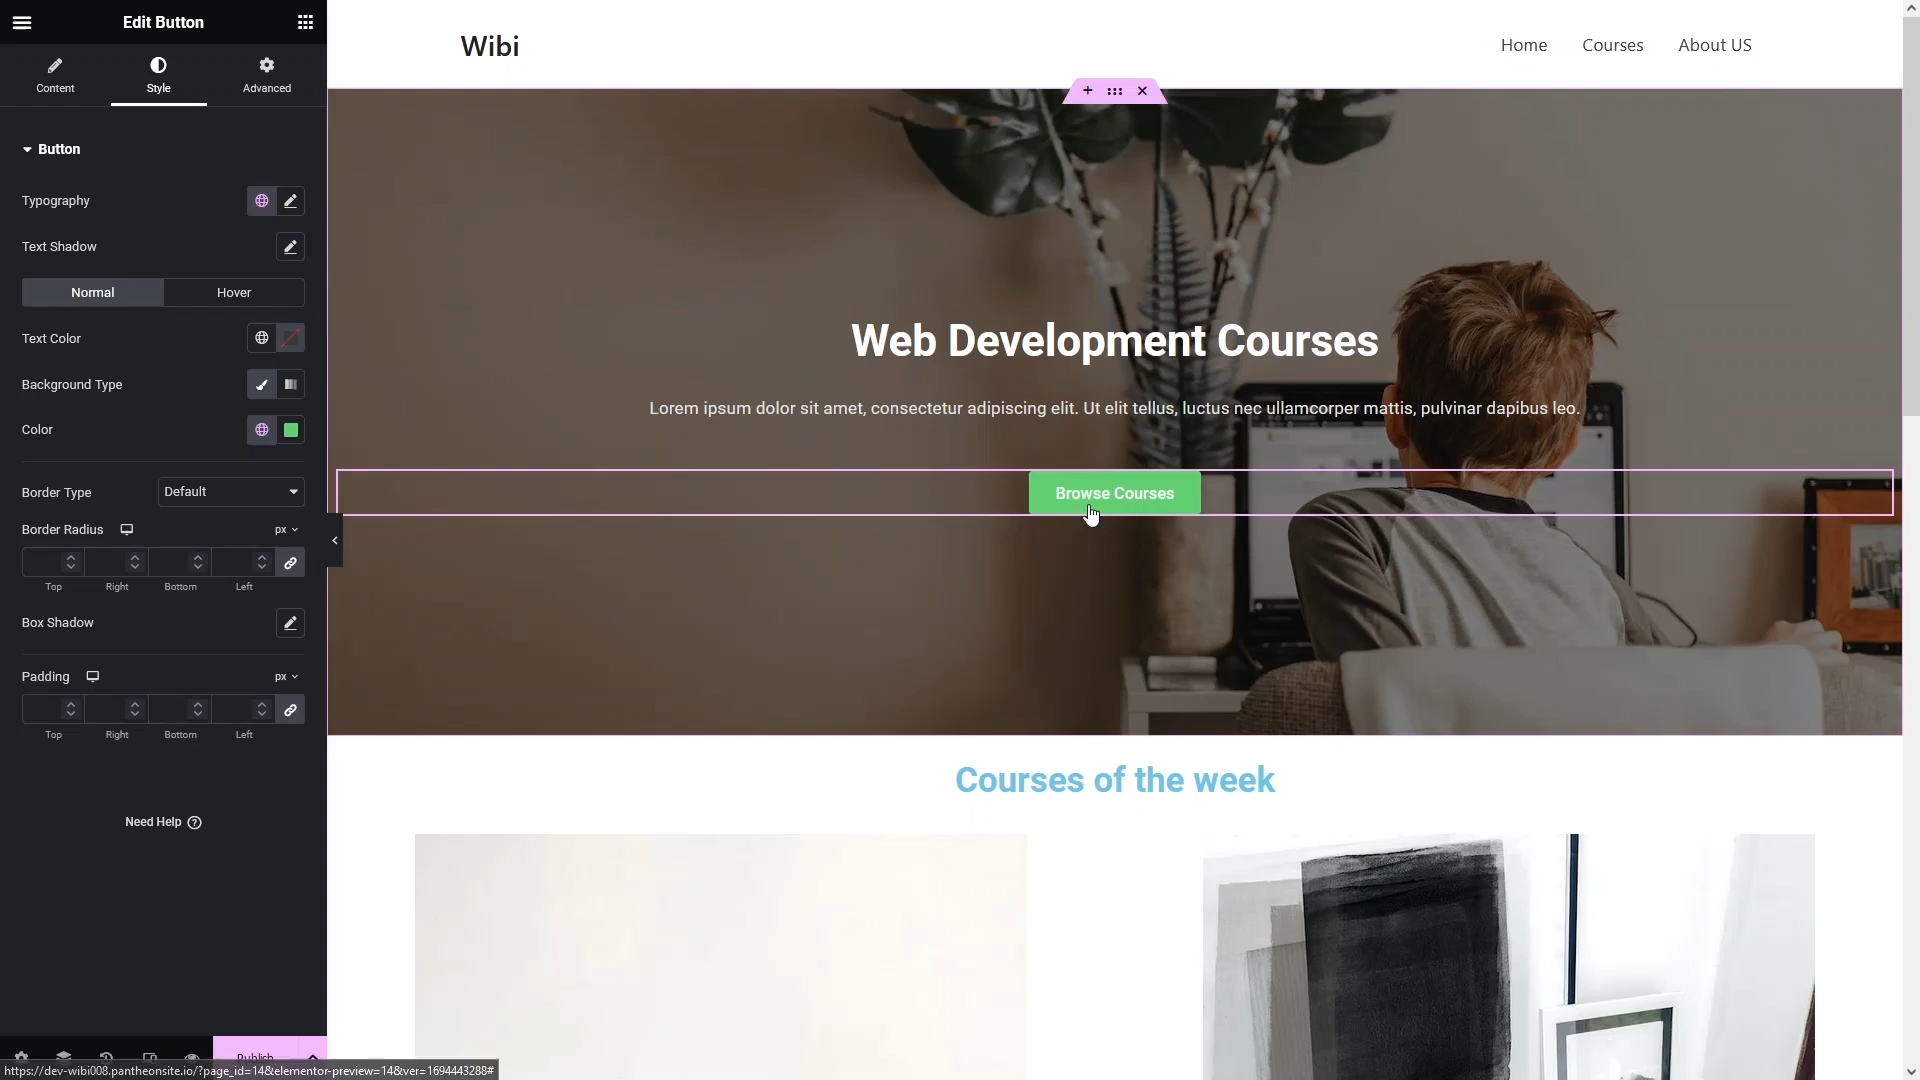 Edit Button
Content
Style
Advanced
Button
Typography
Text Shadow
Normal
Hover
Text Color
Background Type
Color
Border Type
Default
Border Radius
px
Top
Right
Bottom
Left
Box Shadow
Padding
px
Top
Right
Bottom
Left
Need Help
Publish
https://dev-wibi008.pantheonsite.io/?page_id=14&elementor-preview=14&ver=1694443288#
Wibi
Home
Courses
About US
Web Development Courses
Lorem ipsum dolor sit amet, consectetur adipiscing elit. Ut elit tellus, luctus nec ullamcorper mattis, pulvinar dapibus leo.
Browse Courses
Courses of the week